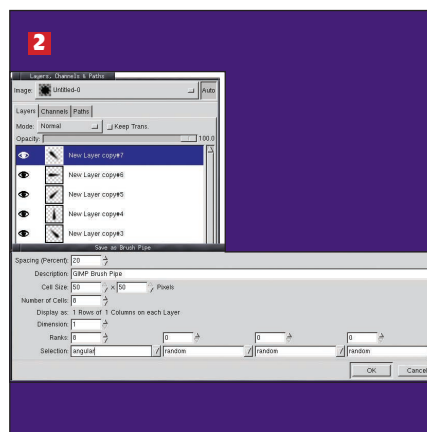 2
Layers, Channels & Paths
Image: Untitled-0 Auto
Layers Channels Paths
Mode: Normal Keep Trans.
Opacity: 100.0
New Layer copy#7
New Layer copy#6
New Layer copy#5
New Layer copy#4
New Layer copy#3
Save as Brush Pipe
Spacing (Percent): 20
Description: GIMP Brush Pipe
Cell Size: 50 x 50 Pixels
Number of Cells: 8
Display as: 1 Rows of 1 Columns on each Layer
Dimension: 1
Ranks: 8 0 0 0
Selection: angular random random random
OK Cancel